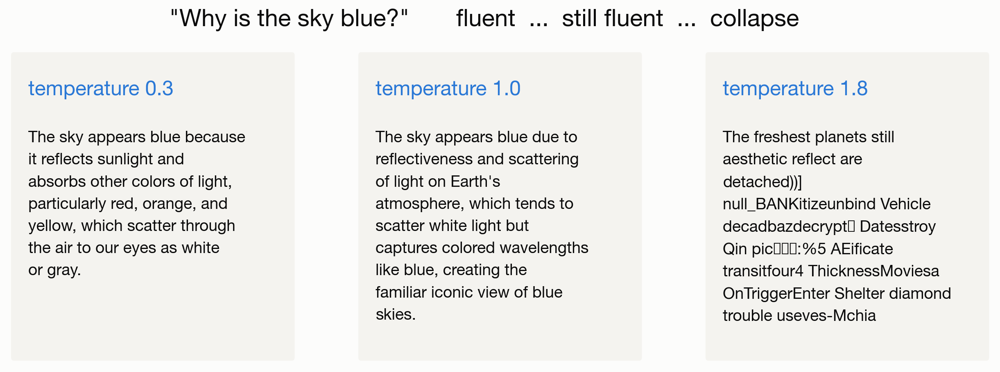 "Why is the sky blue?" fluent ... still fluent ... collapse
temperature 0.3
The sky appears blue because
it reflects sunlight and
absorbs other colors of light,
particularly red, orange, and
yellow, which scatter through
the air to our eyes as white
or gray.
temperature 1.0
The sky appears blue due to
reflectiveness and scattering
of light on Earth's
atmosphere, which tends to
scatter white light but
captures colored wavelengths
like blue, creating the
familiar iconic view of blue
skies.
temperature 1.8
The freshest planets still
aesthetic reflect are
detached))]
null_BANKitizeunbind Vehicle
decadbazdecrypt▯ Datesstroy
Qin pic▯▯▯:%5 AEificate
transitfour4 ThicknessMoviesa
OnTriggerEnter Shelter diamond
trouble useves-Mchia